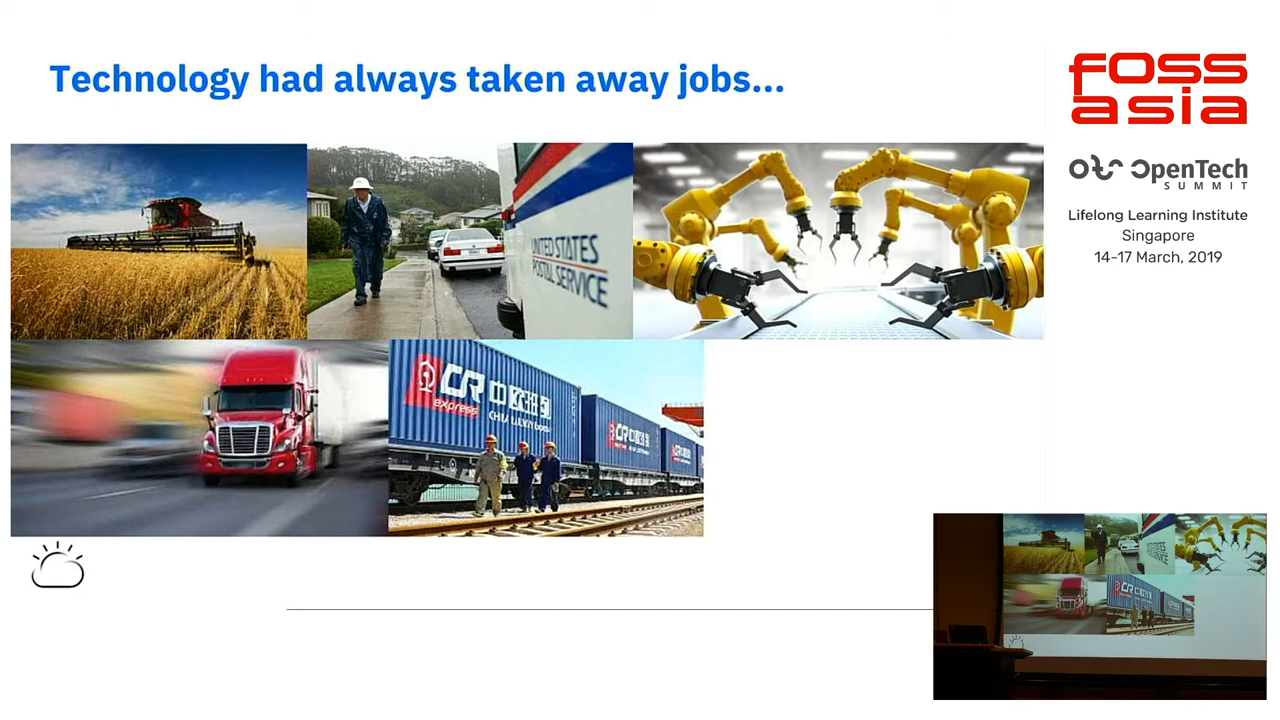 Technology had always taken away jobs...
FOSS
asia
OpenTech
SUMMIT
Lifelong Learning Institute
Singapore
14-17 March, 2019
UNITED STATES
POSTAL SERVICE
CR
express